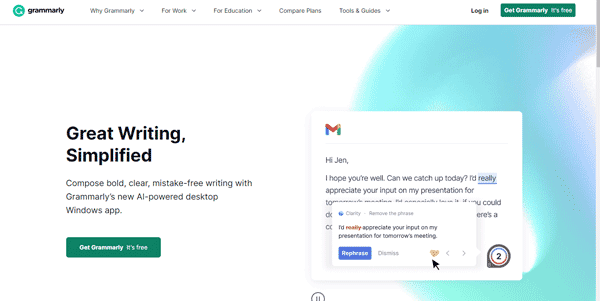 grammarly Why Grammarly For Work For Education Compare Plans Tools & Guides Log in Get Grammarly It's free
Great Writing,
Simplified
Compose bold, clear, mistake-free writing with
Grammarly's new AI-powered desktop
Windows app.
Get Grammarly It's free
Hi Jen,
I hope you're well. Can we catch up today? I'd really
appreciate your input on my presentation for
tomorrow's meeting. I'd especially love it, if you could
do
ere's a
co
Clarity · Remove the phrase
I'd really appreciate your input on my
presentation for tomorrow's meeting.
Rephrase Dismiss
2